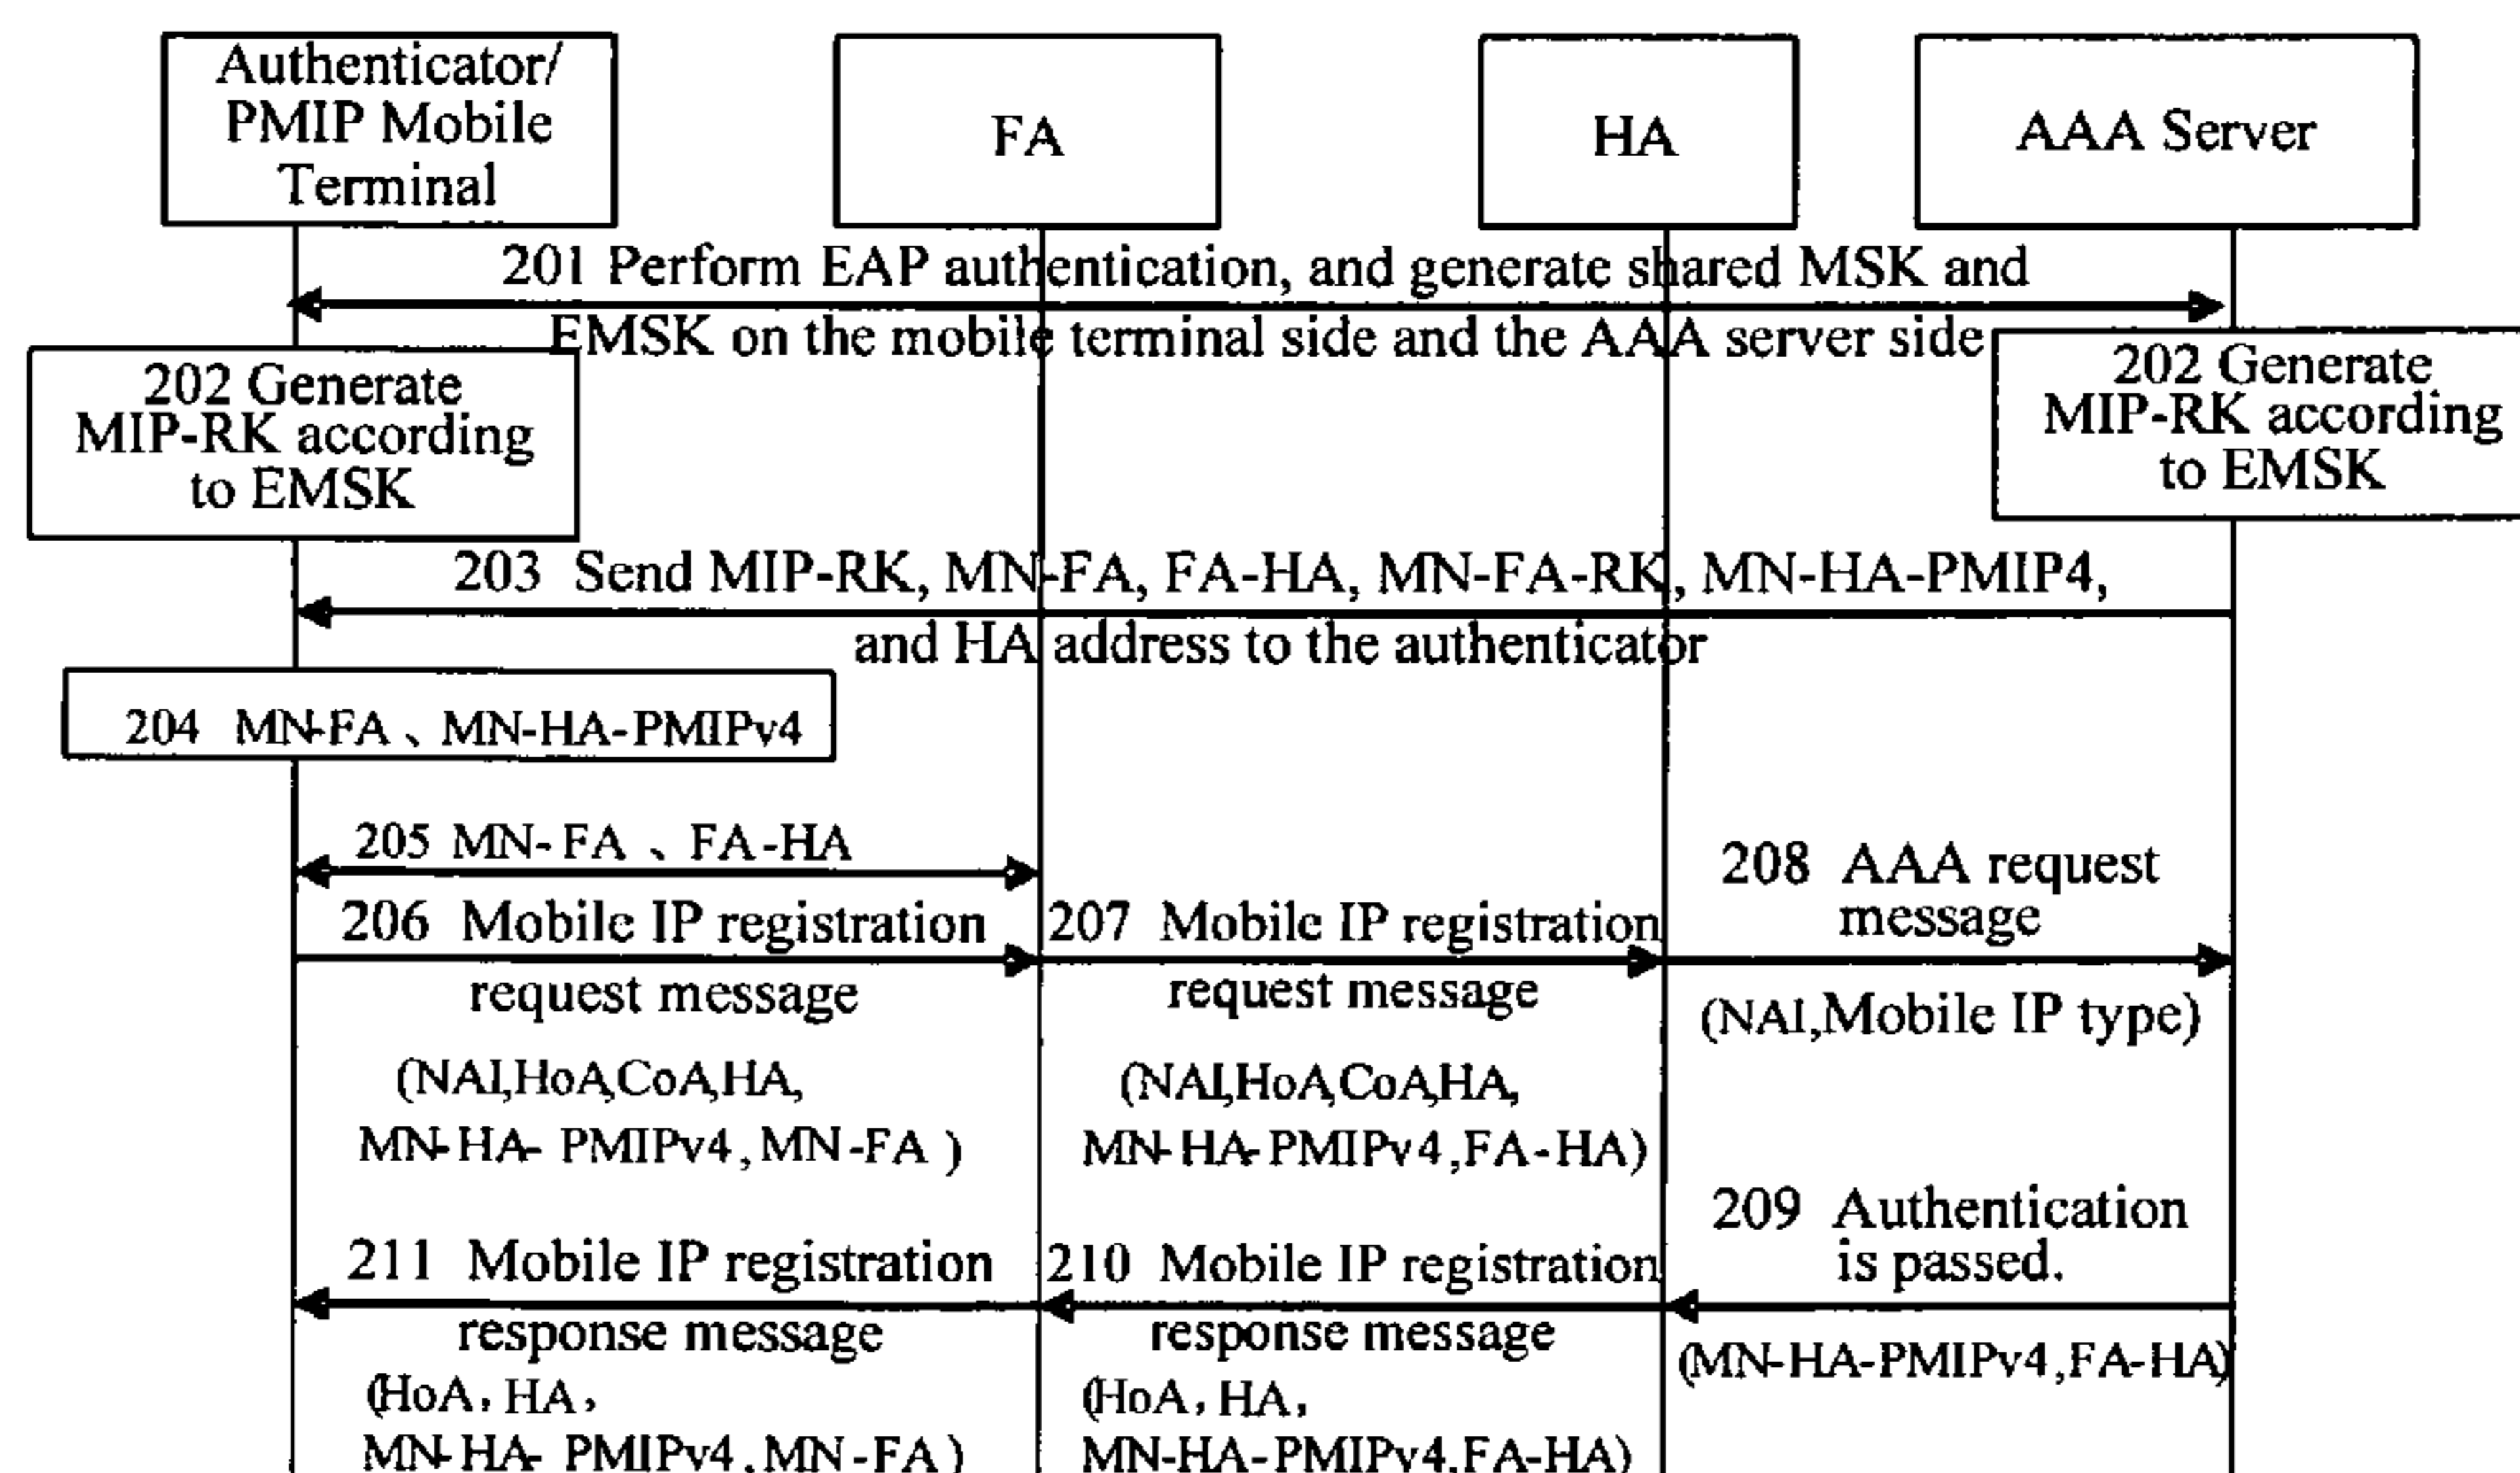 Authenticator/
PMIP Mobile
Terminal
FA
HA
AAA Server
201 Perform EAP authentication, and generate shared MSK and
EMSK on the mobile terminal side and the AAA server side
202 Generate
MIP-RK according
to EMSK
202 Generate
MIP-RK according
to EMSK
203 Send MIP-RK, MN-FA, FA-HA, MN-FA-RK, MN-HA-PMIP4,
and HA address to the authenticator
204 MN-FA、MN-HA-PMIPv4
205 MN-FA、FA-HA
206 Mobile IP registration
request message
(NAI,HoA,CoA,HA,
MN-HA-PMIPv4,MN-FA)
207 Mobile IP registration
request message
(NAI,HoA,CoA,HA,
MN-HA-PMIPv4,FA-HA)
208 AAA request
message
(NAI,Mobile IP type)
209 Authentication
is passed.
(MN-HA-PMIPv4,FA-HA)
210 Mobile IP registration
response message
(HoA, HA,
MN-HA-PMIPv4,FA-HA)
211 Mobile IP registration
response message
(HoA, HA,
MN-HA-PMIPv4,MN-FA)